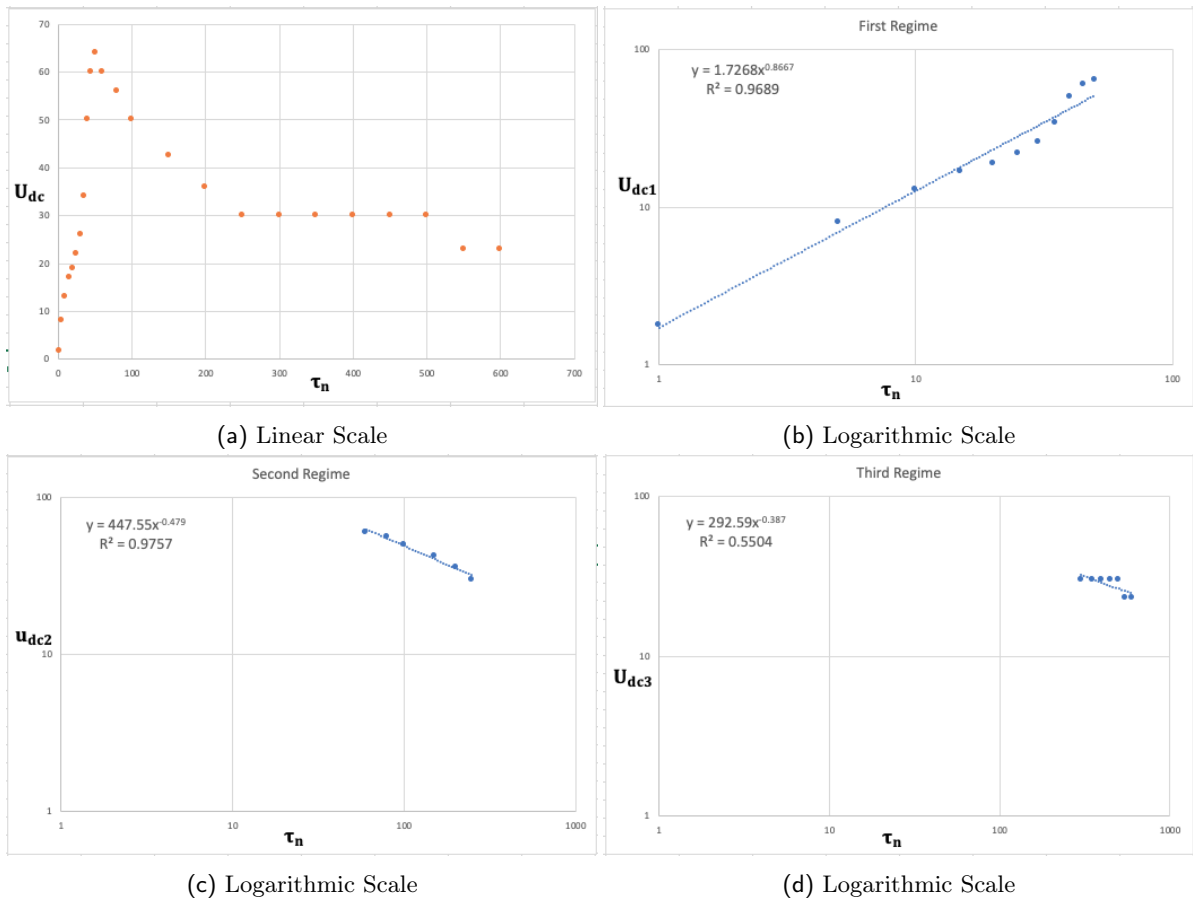 70
60
50
40
30
20
10
0
U_dc
0 100 200 300 400 500 600 700
τ_n
(a) Linear Scale
First Regime
100
10
1
y = 1.7268x^0.8667
R² = 0.9689
U_dc1
1 10 100
τ_n
(b) Logarithmic Scale
Second Regime
100
10
1
y = 447.55x^-0.479
R² = 0.9757
u_dc2
1 10 100 1000
τ_n
(c) Logarithmic Scale
Third Regime
100
10
1
y = 292.59x^-0.387
R² = 0.5504
U_dc3
1 10 100 1000
τ_n
(d) Logarithmic Scale